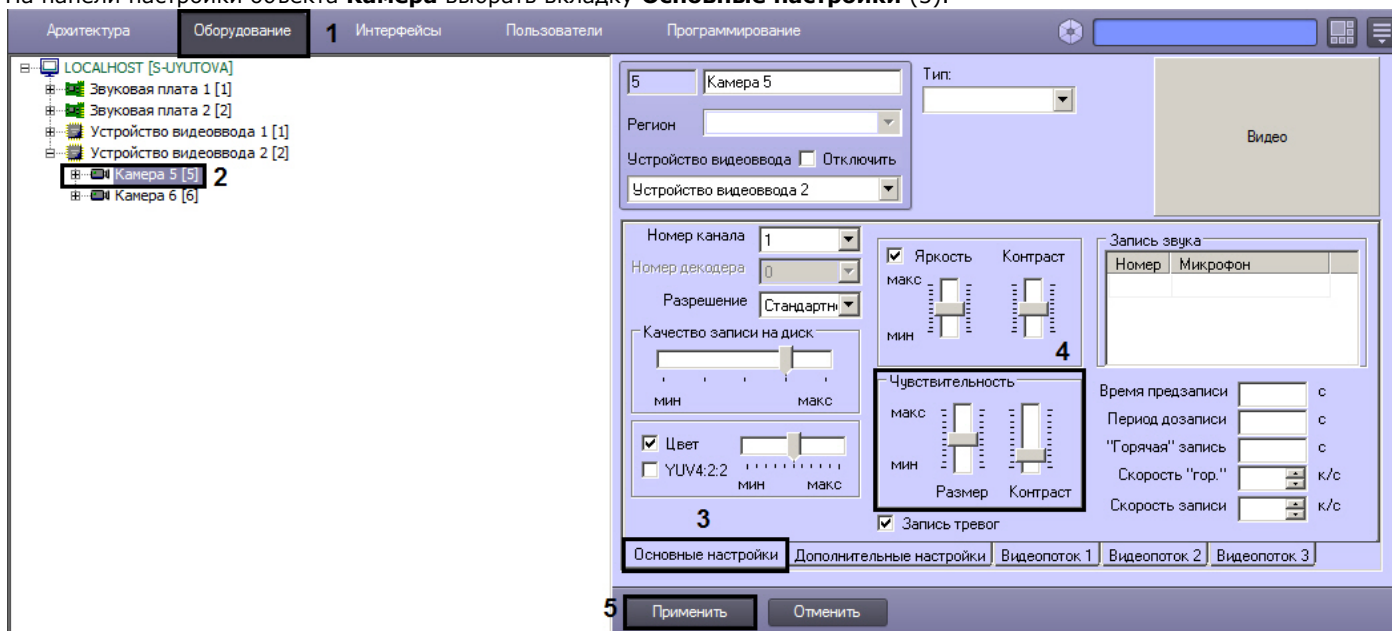 На панели настройки объекта Камера выбрать вкладку Основные настройки (3).
Архитектура Оборудование 1 Интерфейсы Пользователи Программирование
LOCALHOST [S-UYUTOVA]
Звуковая плата 1 [1]
Звуковая плата 2 [2]
Устройство видеоввода 1 [1]
Устройство видеоввода 2 [2]
Камера 5 [5] 2
Камера 6 [6]
5 Камера 5
Регион
Устройство видеоввода Отключить
Устройство видеоввода 2
Тип:
Видео
Номер канала 1
Номер декодера 0
Разрешение Стандартн
Качество записи на диск
мин макс
Цвет
YUV4:2:2
мин макс
3
Яркость Контраст
макс
мин
4
Чувствительность
макс
мин
Размер Контраст
Запись тревог
Запись звука
Номер Микрофон
Время предзаписи с
Период дозаписи с
"Горячая" запись с
Скорость "гор." к/с
Скорость записи к/с
Основные настройки Дополнительные настройки Видеопоток 1 Видеопоток 2 Видеопоток 3
5 Применить Отменить